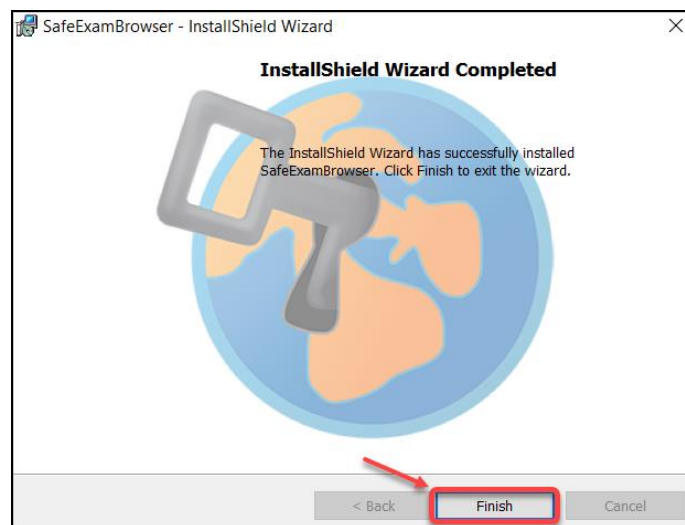 SafeExamBrowser - InstallShield Wizard
InstallShield Wizard Completed
The InstallShield Wizard has successfully installed
SafeExamBrowser. Click Finish to exit the wizard.
< Back
Finish
Cancel